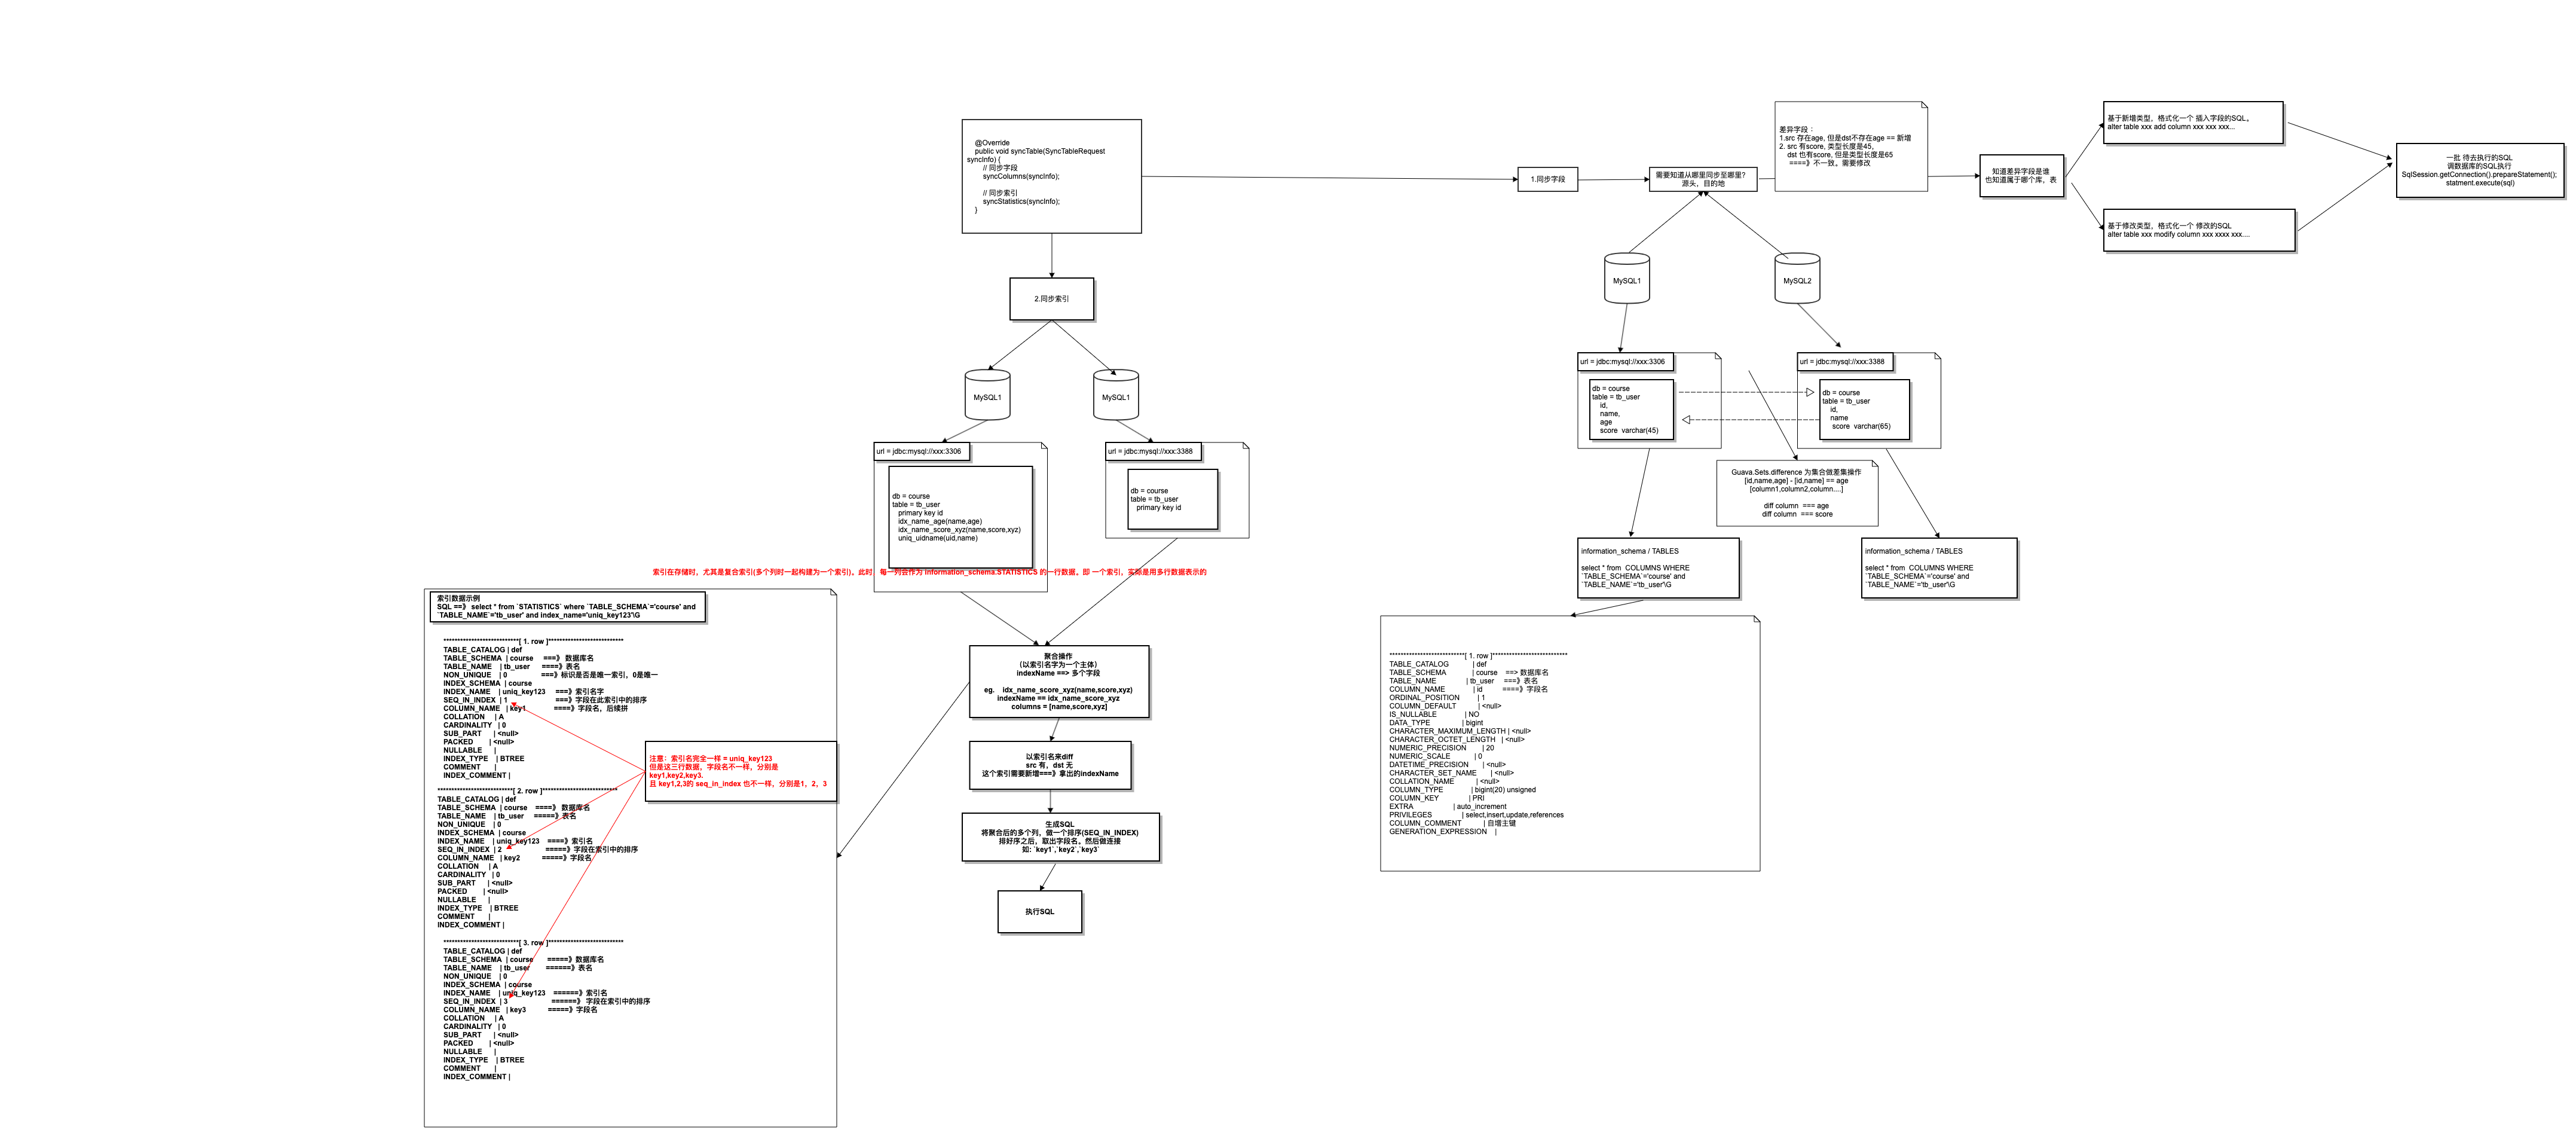 @Override
public void syncTable(SyncTableRequest
syncInfo) {
// 同步字段
syncColumns(syncInfo);
// 同步索引
syncStatistics(syncInfo);
}
1.同步字段
需要知道从哪里同步至哪里?
源头，目的地
差异字段：
1.src 存在age, 但是dst不存在age == 新增
2. src 有score, 类型长度是45,
dst 也有score, 但是类型长度是65
====》不一致。需要修改
知道差异字段是谁
也知道属于哪个库，表
基于新增类型，格式化一个 插入字段的SQL。
alter table xxx add column xxx xxx xxx...
基于修改类型，格式化一个 修改的SQL
alter table xxx modify column xxx xxxx xxx....
一批 待去执行的SQL
调数据库的SQL执行
SqlSession.getConnection().prepareStatement();
statment.execute(sql)
MySQL1
MySQL2
url = jdbc:mysql://xxx:3306
db = course
table = tb_user
id,
name,
age
score varchar(45)
url = jdbc:mysql://xxx:3388
db = course
table = tb_user
id,
name
score varchar(65)
Guava.Sets.difference 为集合做差集操作
[id,name,age] - [id,name] == age
[column1,column2,column....]
diff column === age
diff column === score
information_schema / TABLES
select * from COLUMNS WHERE
`TABLE_SCHEMA`='course' and
`TABLE_NAME`='tb_user'\G
information_schema / TABLES
select * from COLUMNS WHERE
`TABLE_SCHEMA`='course' and
`TABLE_NAME`='tb_user'\G
***************************[ 1. row ]***************************
TABLE_CATALOG | def
TABLE_SCHEMA | course ==> 数据库名
TABLE_NAME | tb_user ===》表名
COLUMN_NAME | id ====》字段名
ORDINAL_POSITION | 1
COLUMN_DEFAULT | <null>
IS_NULLABLE | NO
DATA_TYPE | bigint
CHARACTER_MAXIMUM_LENGTH | <null>
CHARACTER_OCTET_LENGTH | <null>
NUMERIC_PRECISION | 20
NUMERIC_SCALE | 0
DATETIME_PRECISION | <null>
CHARACTER_SET_NAME | <null>
COLLATION_NAME | <null>
COLUMN_TYPE | bigint(20) unsigned
COLUMN_KEY | PRI
EXTRA | auto_increment
PRIVILEGES | select,insert,update,references
COLUMN_COMMENT | 自增主键
GENERATION_EXPRESSION |
2.同步索引
MySQL1
MySQL1
url = jdbc:mysql://xxx:3306
db = course
table = tb_user
primary key id
idx_name_age(name,age)
idx_name_score_xyz(name,score,xyz)
uniq_uidname(uid,name)
url = jdbc:mysql://xxx:3388
db = course
table = tb_user
primary key id
索引在存储时，尤其是复合索引(多个列时一起构建为一个索引)。此时，每一列会作为 information_schema.STATISTICS 的一行数据。即 一个索引，实际是用多行数据表示的
聚合操作
（以索引名字为一个主体）
indexName ==> 多个字段
eg. idx_name_score_xyz(name,score,xyz)
indexName == idx_name_score_xyz
columns = [name,score,xyz]
以索引名来diff
src 有，dst 无
这个索引需要新增===》拿出的indexName
生成SQL
将聚合后的多个列，做一个排序(SEQ_IN_INDEX)
排好序之后，取出字段名。然后做连接
如: `key1`,`key2`,`key3`
执行SQL
索引数据示例
SQL ==》 select * from `STATISTICS` where `TABLE_SCHEMA`='course' and
`TABLE_NAME`='tb_user' and index_name='uniq_key123'\G
***************************[ 1. row ]***************************
TABLE_CATALOG | def
TABLE_SCHEMA | course ===》 数据库名
TABLE_NAME | tb_user ====》表名
NON_UNIQUE | 0 ===》标识是否是唯一索引，0是唯一
INDEX_SCHEMA | course
INDEX_NAME | uniq_key123 ===》索引名字
SEQ_IN_INDEX | 1 ===》字段在此索引中的排序
COLUMN_NAME | key1 ====》字段名，后续拼
COLLATION | A
CARDINALITY | 0
SUB_PART | <null>
PACKED | <null>
NULLABLE |
INDEX_TYPE | BTREE
COMMENT |
INDEX_COMMENT |
***************************[ 2. row ]***************************
TABLE_CATALOG | def
TABLE_SCHEMA | course ====》 数据库名
TABLE_NAME | tb_user =====》表名
NON_UNIQUE | 0
INDEX_SCHEMA | course
INDEX_NAME | uniq_key123 ====》索引名
SEQ_IN_INDEX | 2 =====》字段在索引中的排序
COLUMN_NAME | key2 =====》字段名
COLLATION | A
CARDINALITY | 0
SUB_PART | <null>
PACKED | <null>
NULLABLE |
INDEX_TYPE | BTREE
COMMENT |
INDEX_COMMENT |
***************************[ 3. row ]***************************
TABLE_CATALOG | def
TABLE_SCHEMA | course =====》数据库名
TABLE_NAME | tb_user ======》表名
NON_UNIQUE | 0
INDEX_SCHEMA | course
INDEX_NAME | uniq_key123 ======》索引名
SEQ_IN_INDEX | 3 ======》 字段在索引中的排序
COLUMN_NAME | key3 =====》字段名
COLLATION | A
CARDINALITY | 0
SUB_PART | <null>
PACKED | <null>
NULLABLE |
INDEX_TYPE | BTREE
COMMENT |
INDEX_COMMENT |
注意：索引名完全一样 = uniq_key123
但是这三行数据，字段名不一样，分别是
key1,key2,key3.
且 key1,2,3的 seq_in_index 也不一样，分别是1，2，3